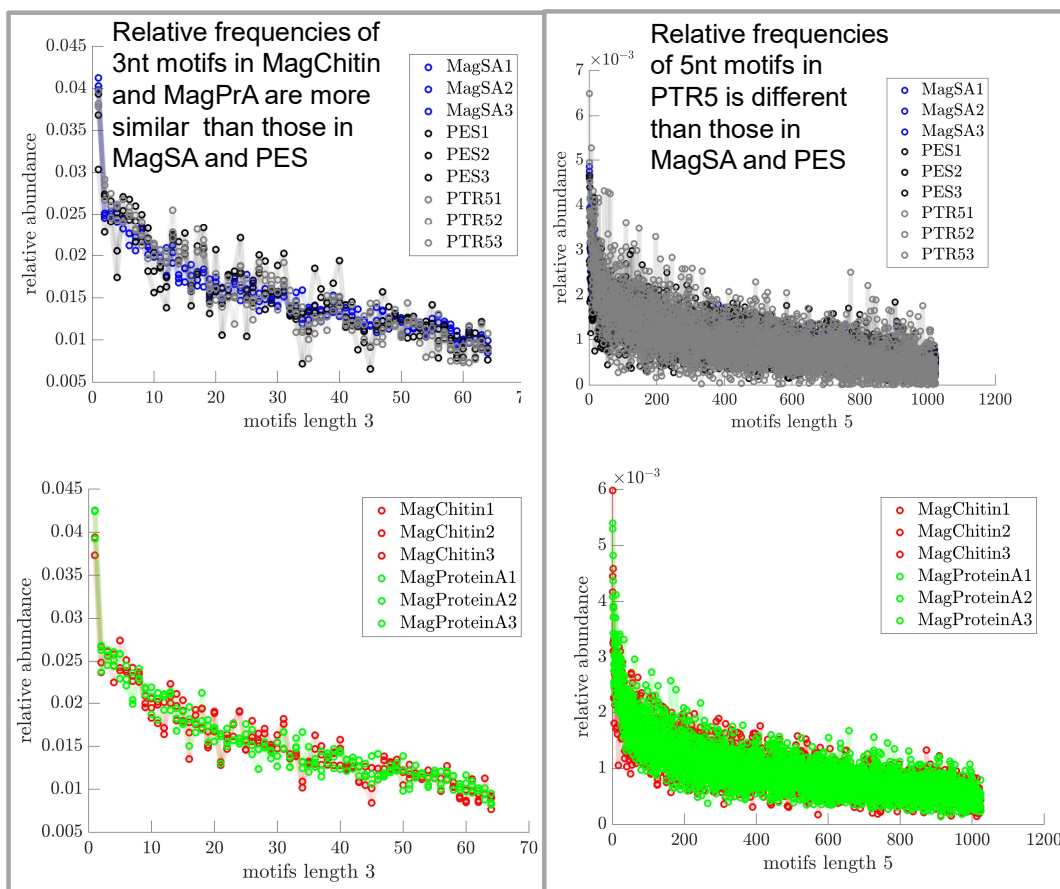 Relative frequencies of
3nt motifs in MagChitin
and MagPrA are more
similar than those in
MagSA and PES
0.045
0.04
0.035
0.03
0.025
0.02
0.015
0.01
0.005
relative abundance
MagSA1
MagSA2
MagSA3
PES1
PES2
PES3
PTR51
PTR52
PTR53
0
10
20
30
40
50
60
7
motifs length 3
Relative frequencies
of 5nt motifs in
PTR5 is different
than those in
MagSA and PES
×10⁻³
7
6
5
4
3
2
1
0
relative abundance
MagSA1
MagSA2
MagSA3
PES1
PES2
PES3
PTR51
PTR52
PTR53
0
200
400
600
800
1000
1200
motifs length 5
0.045
0.04
0.035
0.03
0.025
0.02
0.015
0.01
0.005
relative abundance
MagChitin1
MagChitin2
MagChitin3
MagProteinA1
MagProteinA2
MagProteinA3
0
10
20
30
40
50
60
70
motifs length 3
×10⁻³
6
5
4
3
2
1
0
relative abundance
MagChitin1
MagChitin2
MagChitin3
MagProteinA1
MagProteinA2
MagProteinA3
0
200
400
600
800
1000
1200
motifs length 5